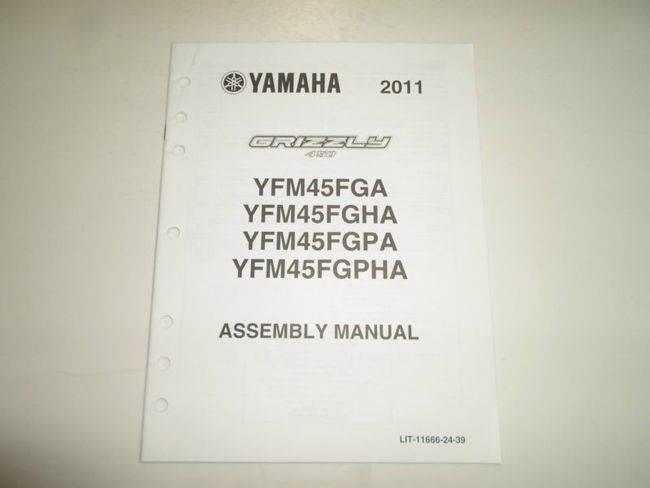 YAMAHA 2011
GRIZZLY
450
YFM45FGA
YFM45FGHA
YFM45FGPA
YFM45FGPHA
ASSEMBLY MANUAL
LIT-11666-24-39